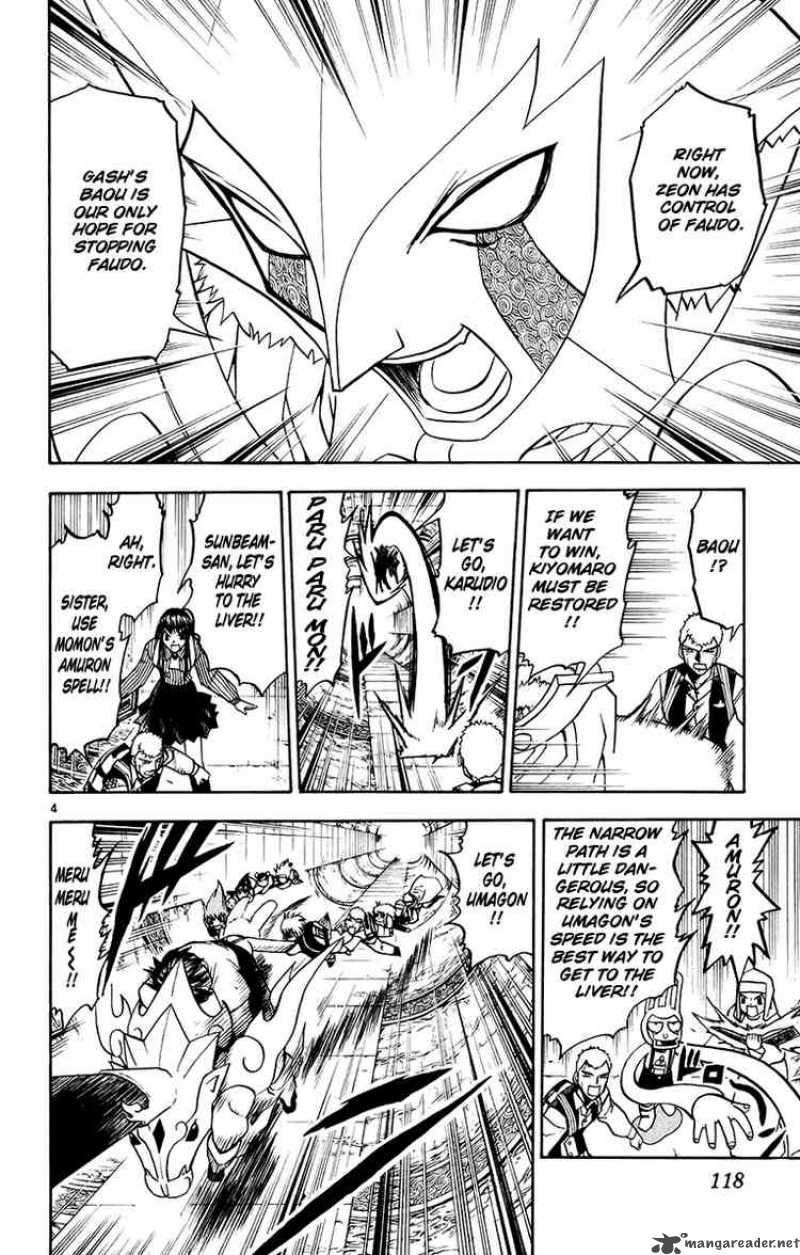 RIGHT
NOW,
ZEON HAS
CONTROL
OF FAUDO.
GASH'S
BAOU IS
OUR ONLY
HOPE FOR
STOPPING
FAUDO.
BAOU
!?
IF WE
WANT
TO WIN,
KIYOMARO
MUST BE
RESTORED
!!
LET'S
GO,
KARUDIO
!!
PARU PARU
MON!!
SUNBEAM-
SAN, LET'S
HURRY
TO THE
LIVER!!
AH,
RIGHT.
SISTER,
USE
MOMON'S
AMURON
SPELL!!
4
AMURON!!
THE NARROW
PATH IS A
LITTLE DAN-
GEROUS, SO
RELYING ON
UMAGON'S
SPEED IS THE
BEST WAY TO
GET TO THE
LIVER!!
ドロ
LET'S
GO,
UMAGON
!!
MERU
MERU
ME~!!
118
mangareader.net